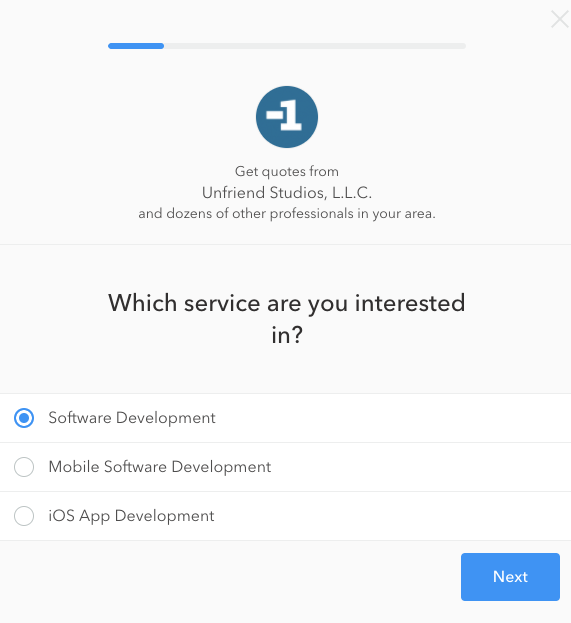 -1
Get quotes from
Unfriend Studios, L.L.C.
and dozens of other professionals in your area.
Which service are you interested
in?
Software Development
Mobile Software Development
iOS App Development
Next